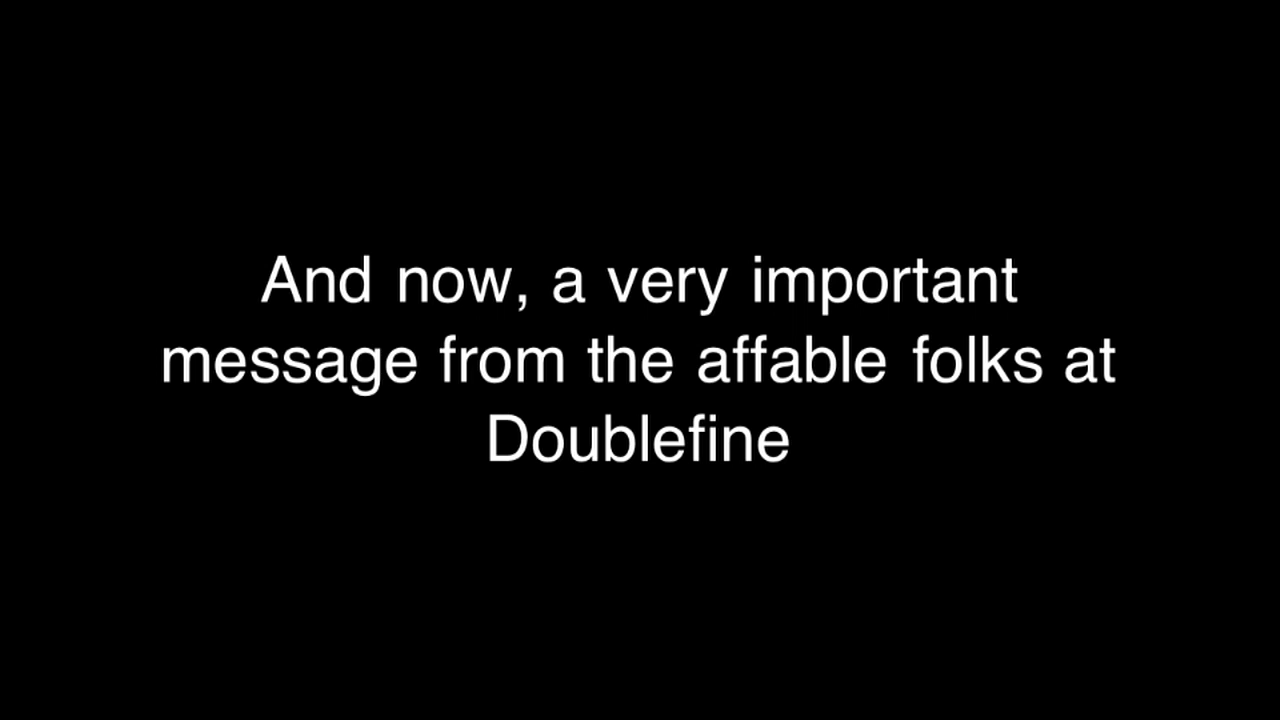 And now, a very important
message from the affable folks at
Doublefine